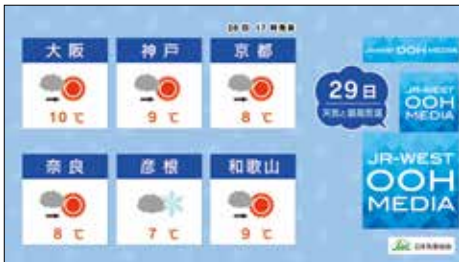 28日 17時発表
大阪
神戸
京都
10℃
9℃
8℃
奈良
彦根
和歌山
8℃
7℃
9℃
29日
天気と最高気温
JR-WEST OOH MEDIA
JR-WEST
OOH
MEDIA
JR-WEST
OOH
MEDIA
日本気象協会